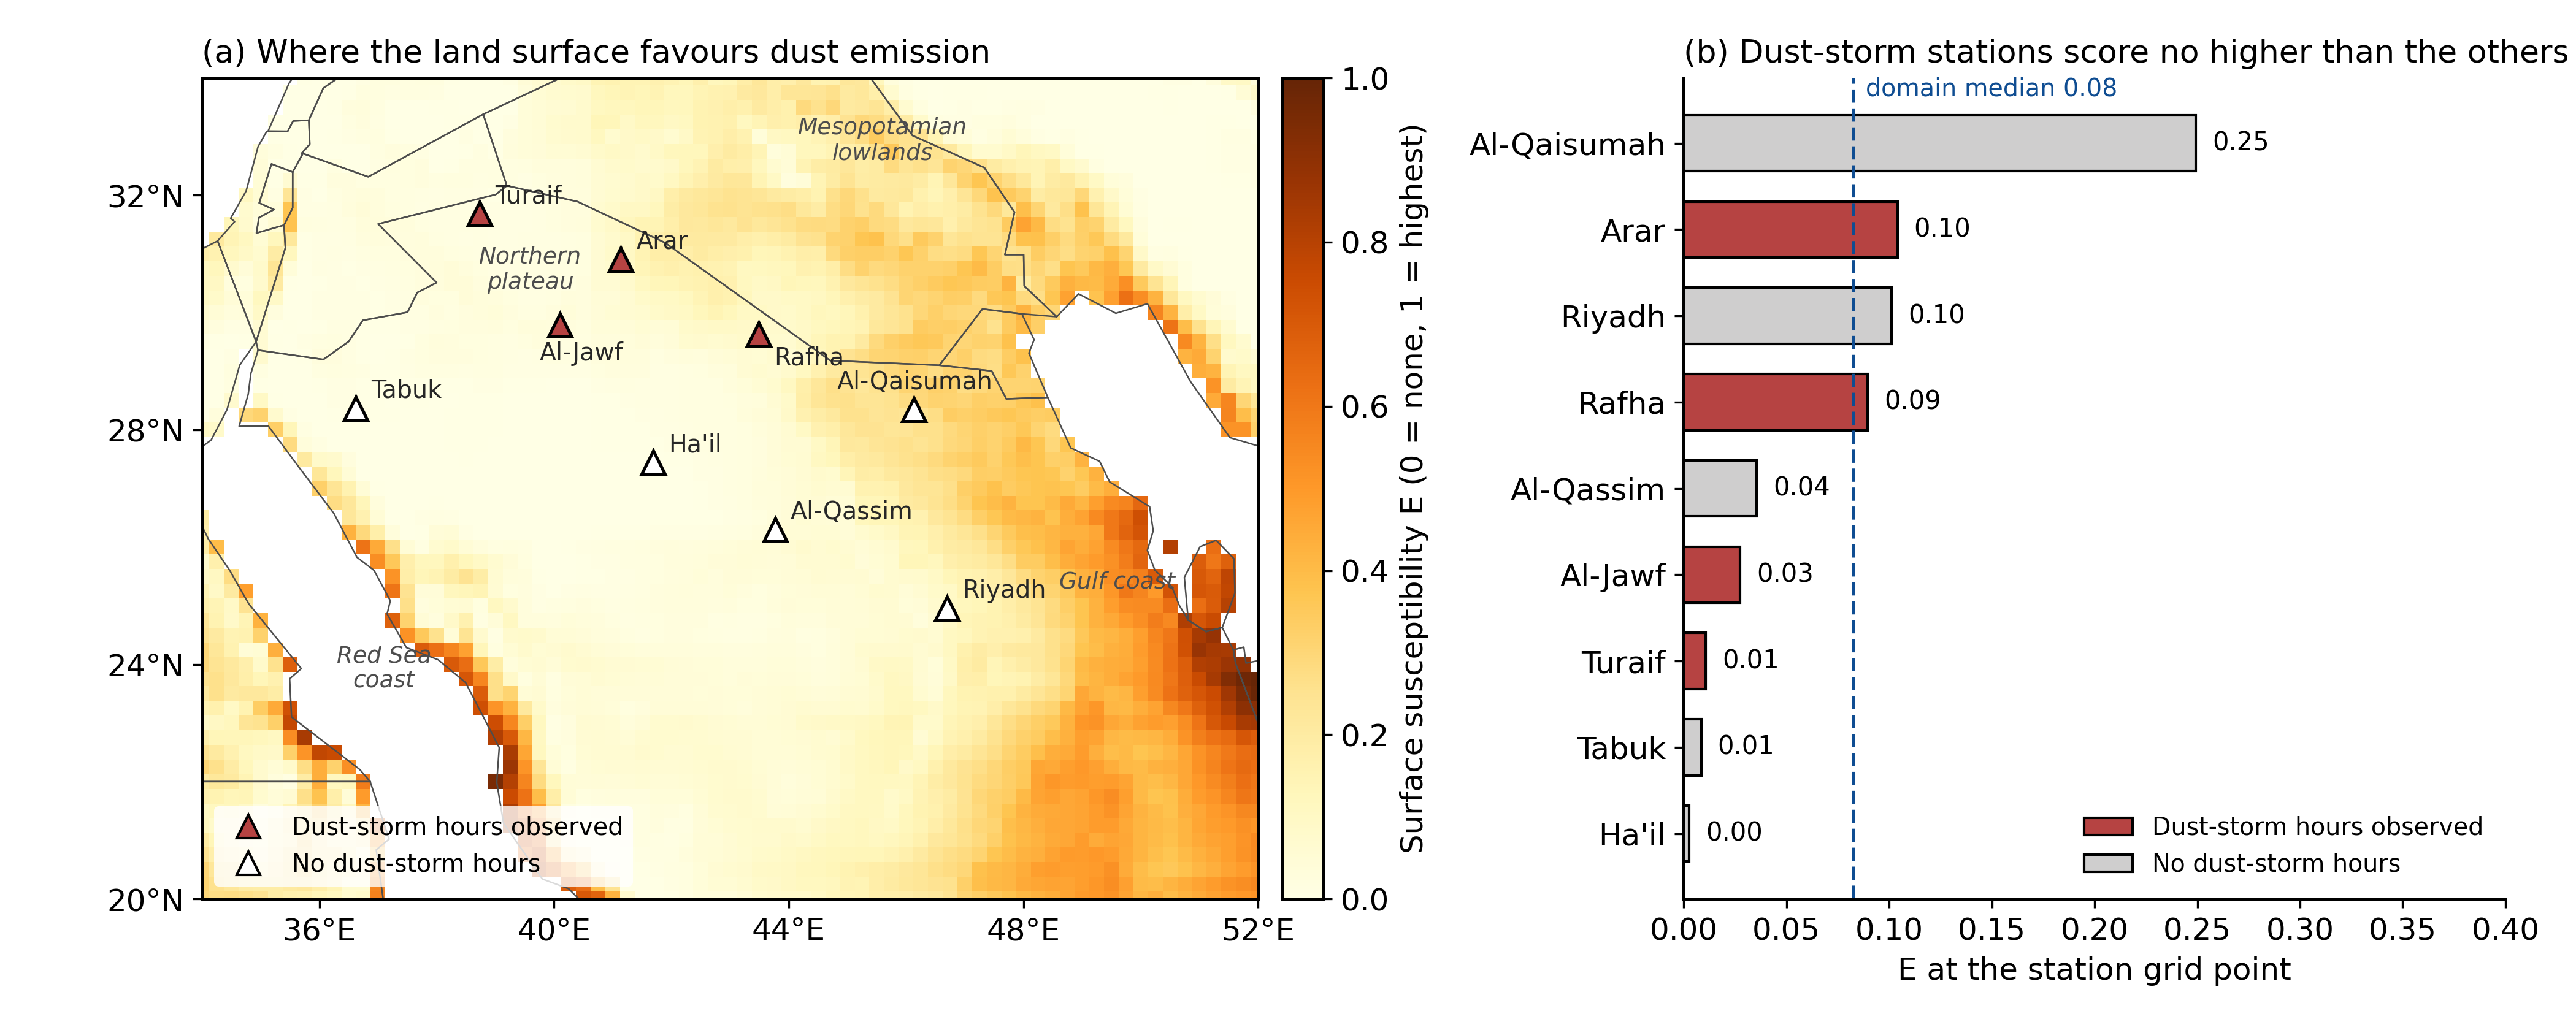 (a) Where the land surface favours dust emission
Mesopotamian
lowlands
Turaif
Arar
Northern
plateau
Al-Jawf
Rafha
Al-Qaisumah
Tabuk
Ha'il
Al-Qassim
Riyadh
Gulf coast
Red Sea
coast
Dust-storm hours observed
No dust-storm hours
32°N
28°N
24°N
20°N
36°E
40°E
44°E
48°E
52°E
1.0
0.8
0.6
0.4
0.2
0.0
Surface susceptibility E (0 = none, 1 = highest)
(b) Dust-storm stations score no higher than the others
domain median 0.08
Al-Qaisumah
0.25
Arar
0.10
Riyadh
0.10
Rafha
0.09
Al-Qassim
0.04
Al-Jawf
0.03
Turaif
0.01
Tabuk
0.01
Ha'il
0.00
Dust-storm hours observed
No dust-storm hours
0.00
0.05
0.10
0.15
0.20
0.25
0.30
0.35
0.40
E at the station grid point